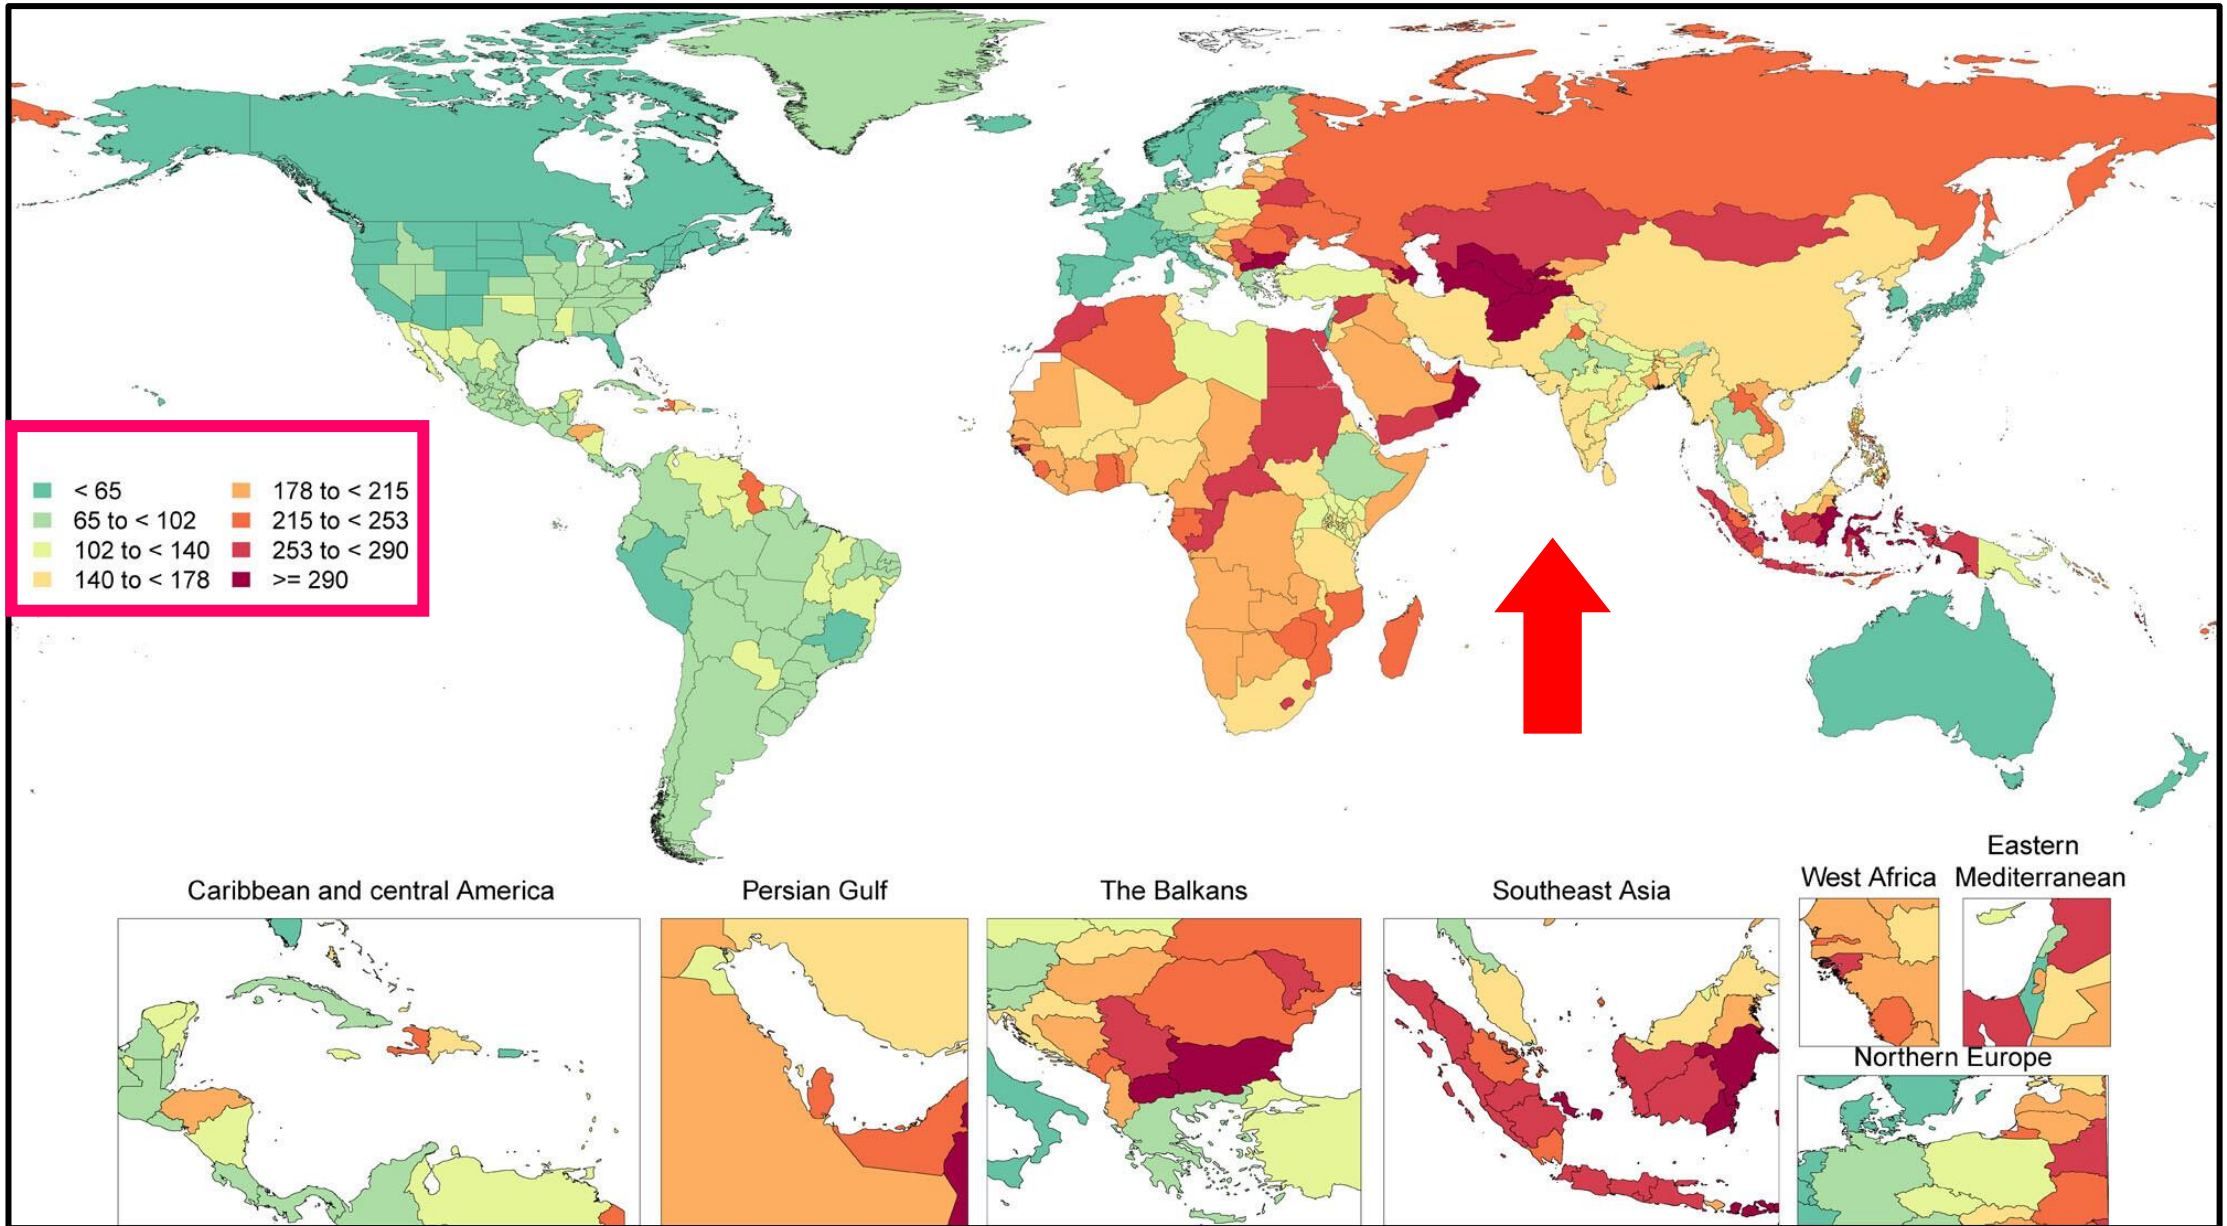 < 65
65 to < 102
102 to < 140
140 to < 178
178 to < 215
215 to < 253
253 to < 290
>= 290
Caribbean and central America
Persian Gulf
The Balkans
Southeast Asia
West Africa
Eastern
Mediterranean
Northern Europe